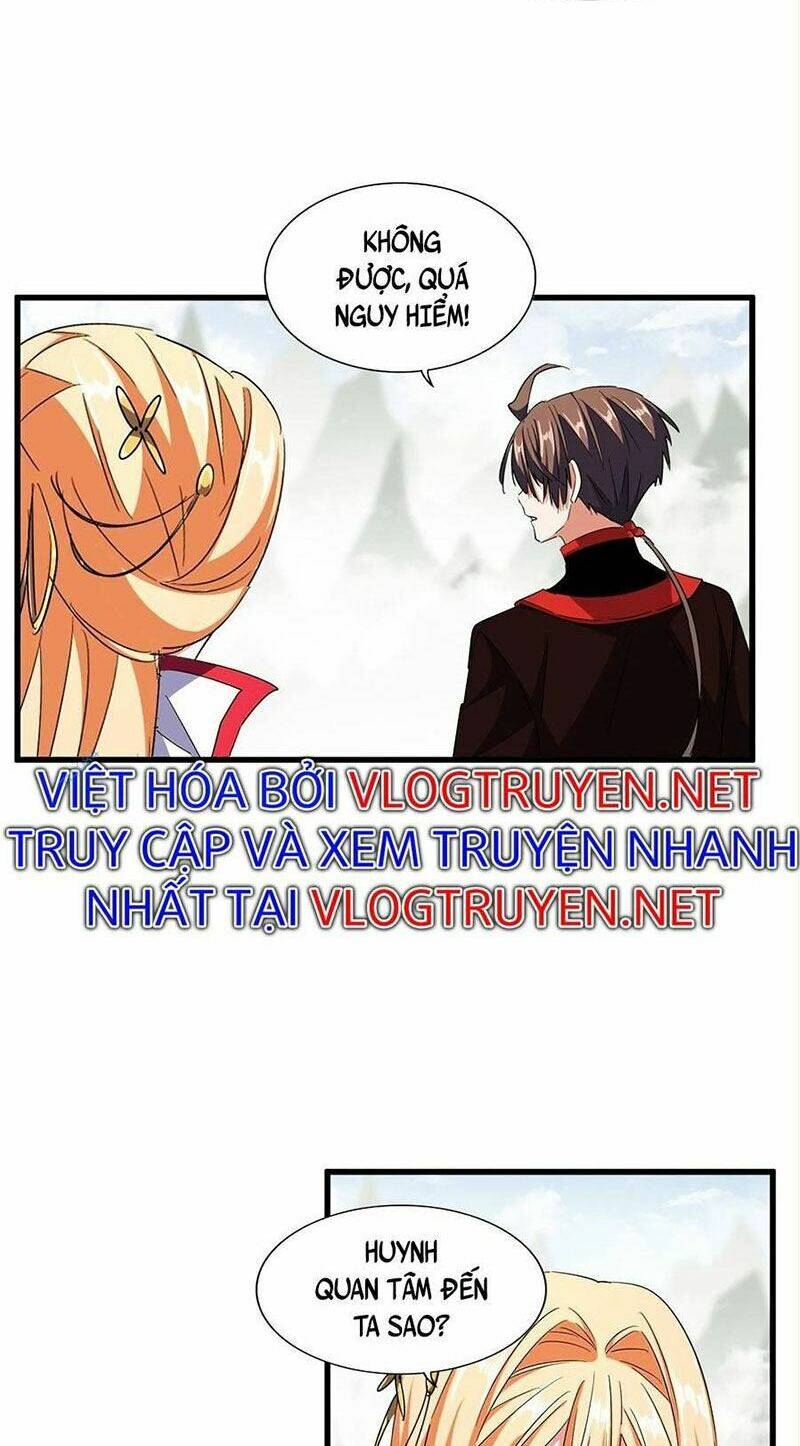 KHÔNG
ĐƯỢC, QUÁ
NGUY HIỂM!
VIỆT HÓA BỞI VLOGTRUYEN.NET
TRUY CẬP VÀ XEM TRUYỆN NHANH
NHẤT TẠI VLOGTRUYEN.NET
HUYNH
QUAN TÂM ĐẾN
TA SAO?